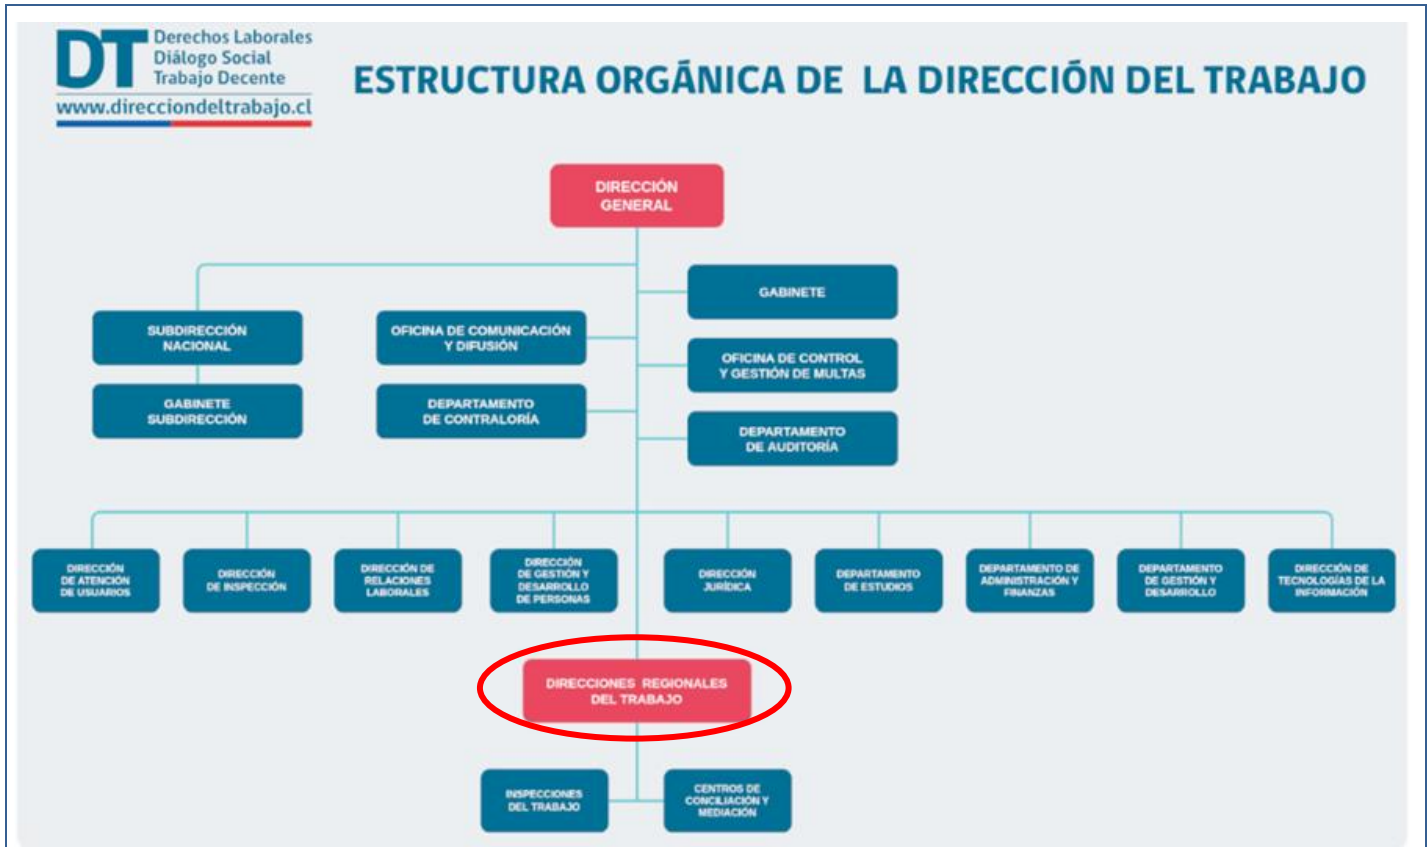 DT
Derechos Laborales
Diálogo Social
Trabajo Decente
www.direcciondeltrabajo.cl
ESTRUCTURA ORGÁNICA DE LA DIRECCIÓN DEL TRABAJO
DIRECCIÓN
GENERAL
GABINETE
SUBDIRECCIÓN
NACIONAL
OFICINA DE COMUNICACIÓN
Y DIFUSIÓN
OFICINA DE CONTROL
Y GESTIÓN DE MULTAS
GABINETE
SUBDIRECCIÓN
DEPARTAMENTO
DE CONTRALORÍA
DEPARTAMENTO
DE AUDITORÍA
DIRECCIÓN
DE ATENCIÓN
DE USUARIOS
DIRECCIÓN
DE INSPECCIÓN
DIRECCIÓN DE
RELACIONES
LABORALES
DIRECCIÓN
DE GESTIÓN Y
DESARROLLO
DE PERSONAS
DIRECCIÓN
JURÍDICA
DEPARTAMENTO
DE ESTUDIOS
DEPARTAMENTO DE
ADMINISTRACIÓN Y
FINANZAS
DEPARTAMENTO
DE GESTIÓN Y
DESARROLLO
DIRECCIÓN DE
TECNOLOGÍAS DE LA
INFORMACIÓN
DIRECCIONES REGIONALES
DEL TRABAJO
INSPECCIONES
DEL TRABAJO
CENTROS DE
CONCILIACIÓN Y
MEDIACIÓN